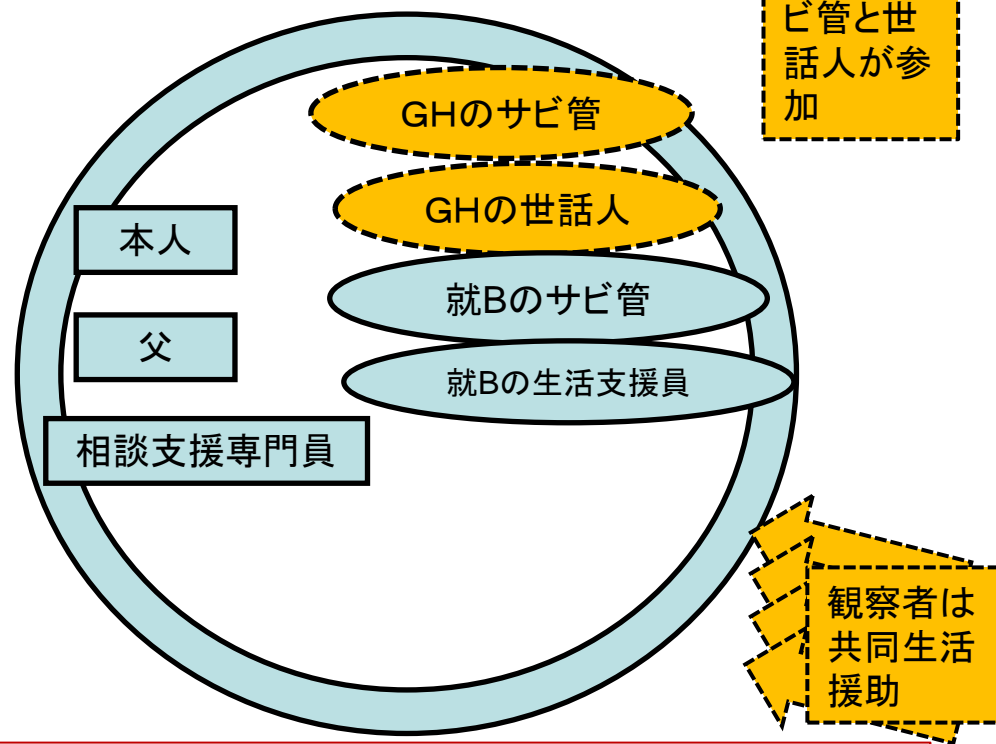 ビ管と世
話人が参
加
GHのサビ管
GHの世話人
本人
就Bのサビ管
父
就Bの生活支援員
相談支援専門員
観察者は
共同生活
援助